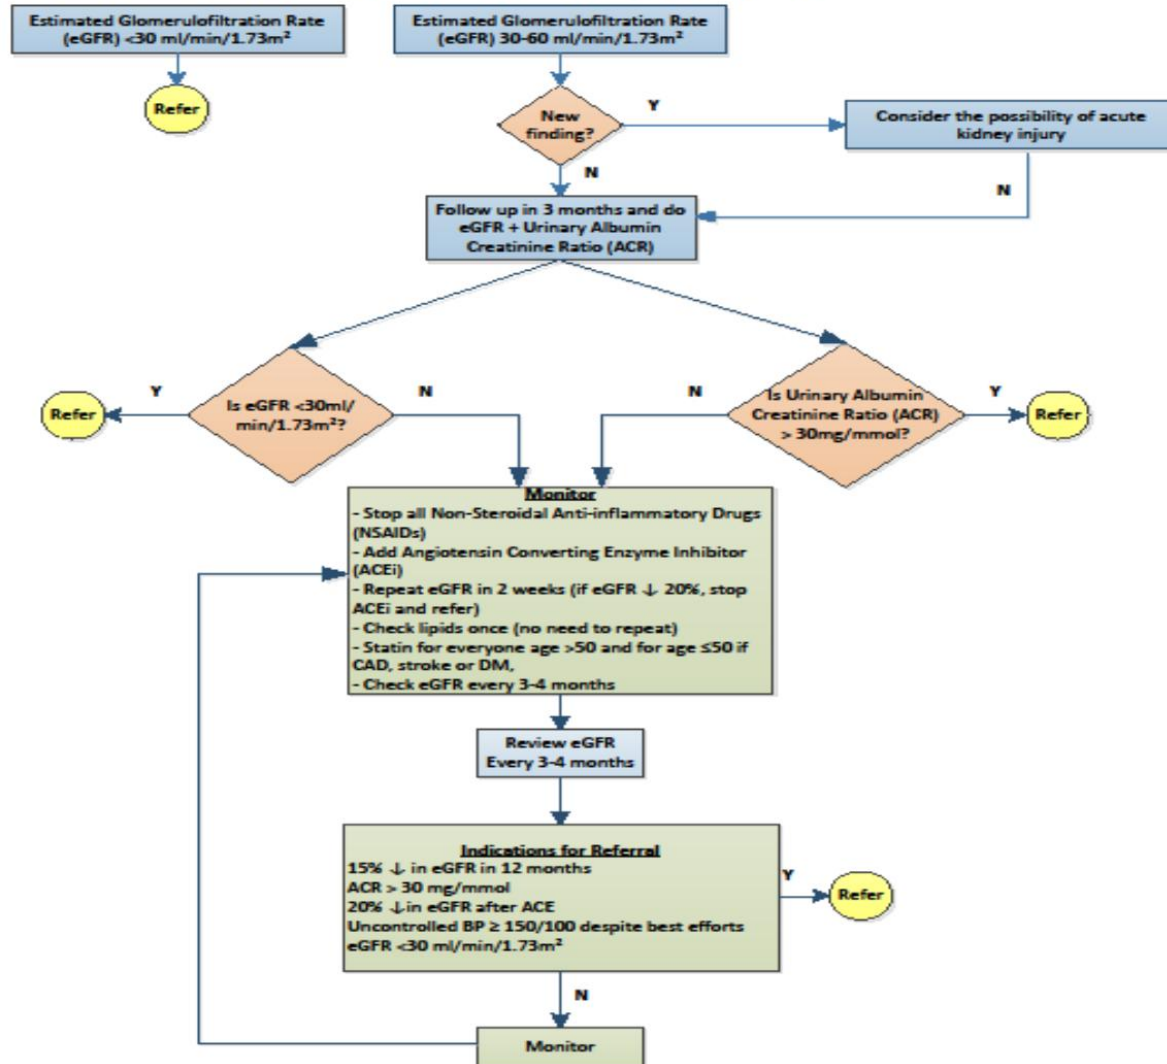 Estimated Glomerulofiltration Rate
(eGFR) <30 ml/min/1.73m²
Estimated Glomerulofiltration Rate
(eGFR) 30-60 ml/min/1.73m²
Refer
New
finding?
Y
Consider the possibility of acute
kidney injury
N
N
Follow up in 3 months and do
eGFR + Urinary Albumin
Creatinine Ratio (ACR)
Refer
Y
Is eGFR <30ml/
min/1.73m²?
N
N
Is Urinary Albumin
Creatinine Ratio (ACR)
> 30mg/mmol?
Y
Refer
Monitor
- Stop all Non-Steroidal Anti-inflammatory Drugs
(NSAIDs)
- Add Angiotensin Converting Enzyme Inhibitor
(ACEi)
- Repeat eGFR in 2 weeks (if eGFR ↓ 20%, stop
ACEi and refer)
- Check lipids once (no need to repeat)
- Statin for everyone age >50 and for age ≤50 if
CAD, stroke or DM,
- Check eGFR every 3-4 months
Review eGFR
Every 3-4 months
Indications for Referral
15% ↓ in eGFR in 12 months
ACR > 30 mg/mmol
20% ↓in eGFR after ACE
Uncontrolled BP ≥ 150/100 despite best efforts
eGFR <30 ml/min/1.73m²
Y
Refer
N
Monitor